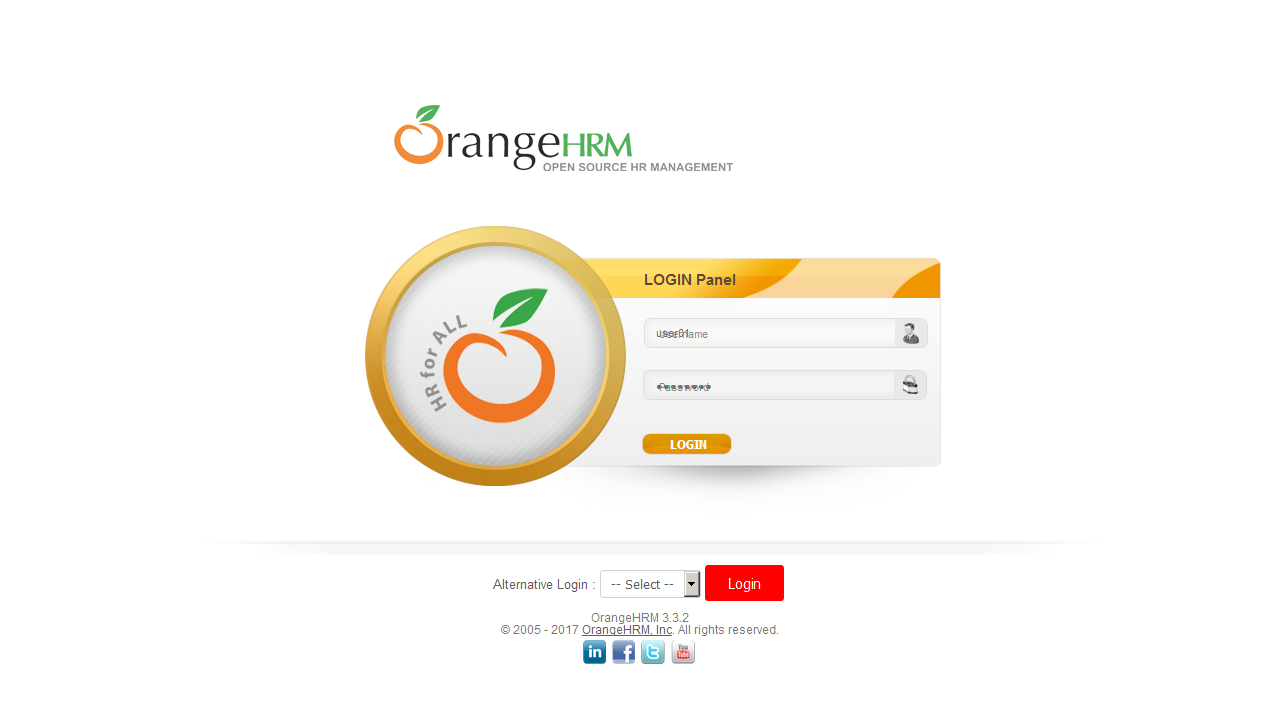 OrangeHRM
OPEN SOURCE HR MANAGEMENT
LOGIN Panel
HR for ALL
user01
Username
Password
LOGIN
Alternative Login : -- Select -- Login
OrangeHRM 3.3.2
© 2005 - 2017 OrangeHRM, Inc. All rights reserved.
in f t You Tube